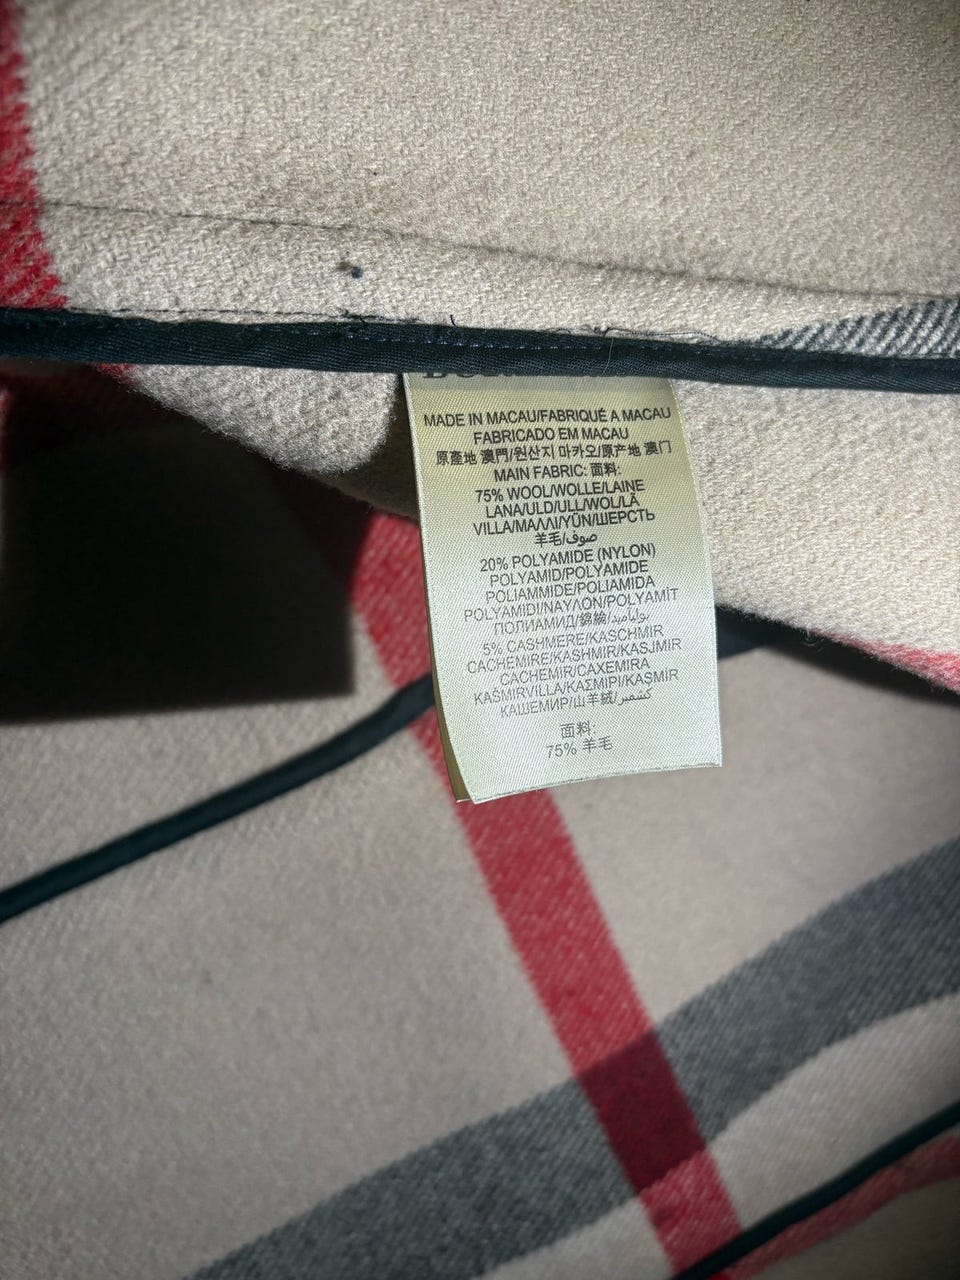 MADE IN MACAU/FABRIQUÉ A MACAU
FABRICADO EM MACAU
原產地 澳門/원산지 마카오/原产地 澳门
MAIN FABRIC: 面料:
75% WOOL/WOLLE/LAINE
LANA/ULD/ULL/WOL/LÃ
VILLA/ΜΑΛΛΙ/YÜN/ШЕРСТЬ
羊毛/صوف
20% POLYAMIDE (NYLON)
POLYAMID/POLYAMIDE
POLIAMMIDE/POLIAMIDA
POLYAMIDI/ΝΑΥΛΟΝ/POLYAMİT
ПОЛИАМИД/錦綸/بولياميد
5% CASHMERE/KASCHMIR
CACHEMIRE/KASHMIR/KASJMIR
CACHEMIR/CAXEMIRA
KAŠMIRVILLA/ΚΑΣΜΙΡΙ/KAŞMIR
КАШЕМИР/山羊絨/كشمير
面料:
75% 羊毛